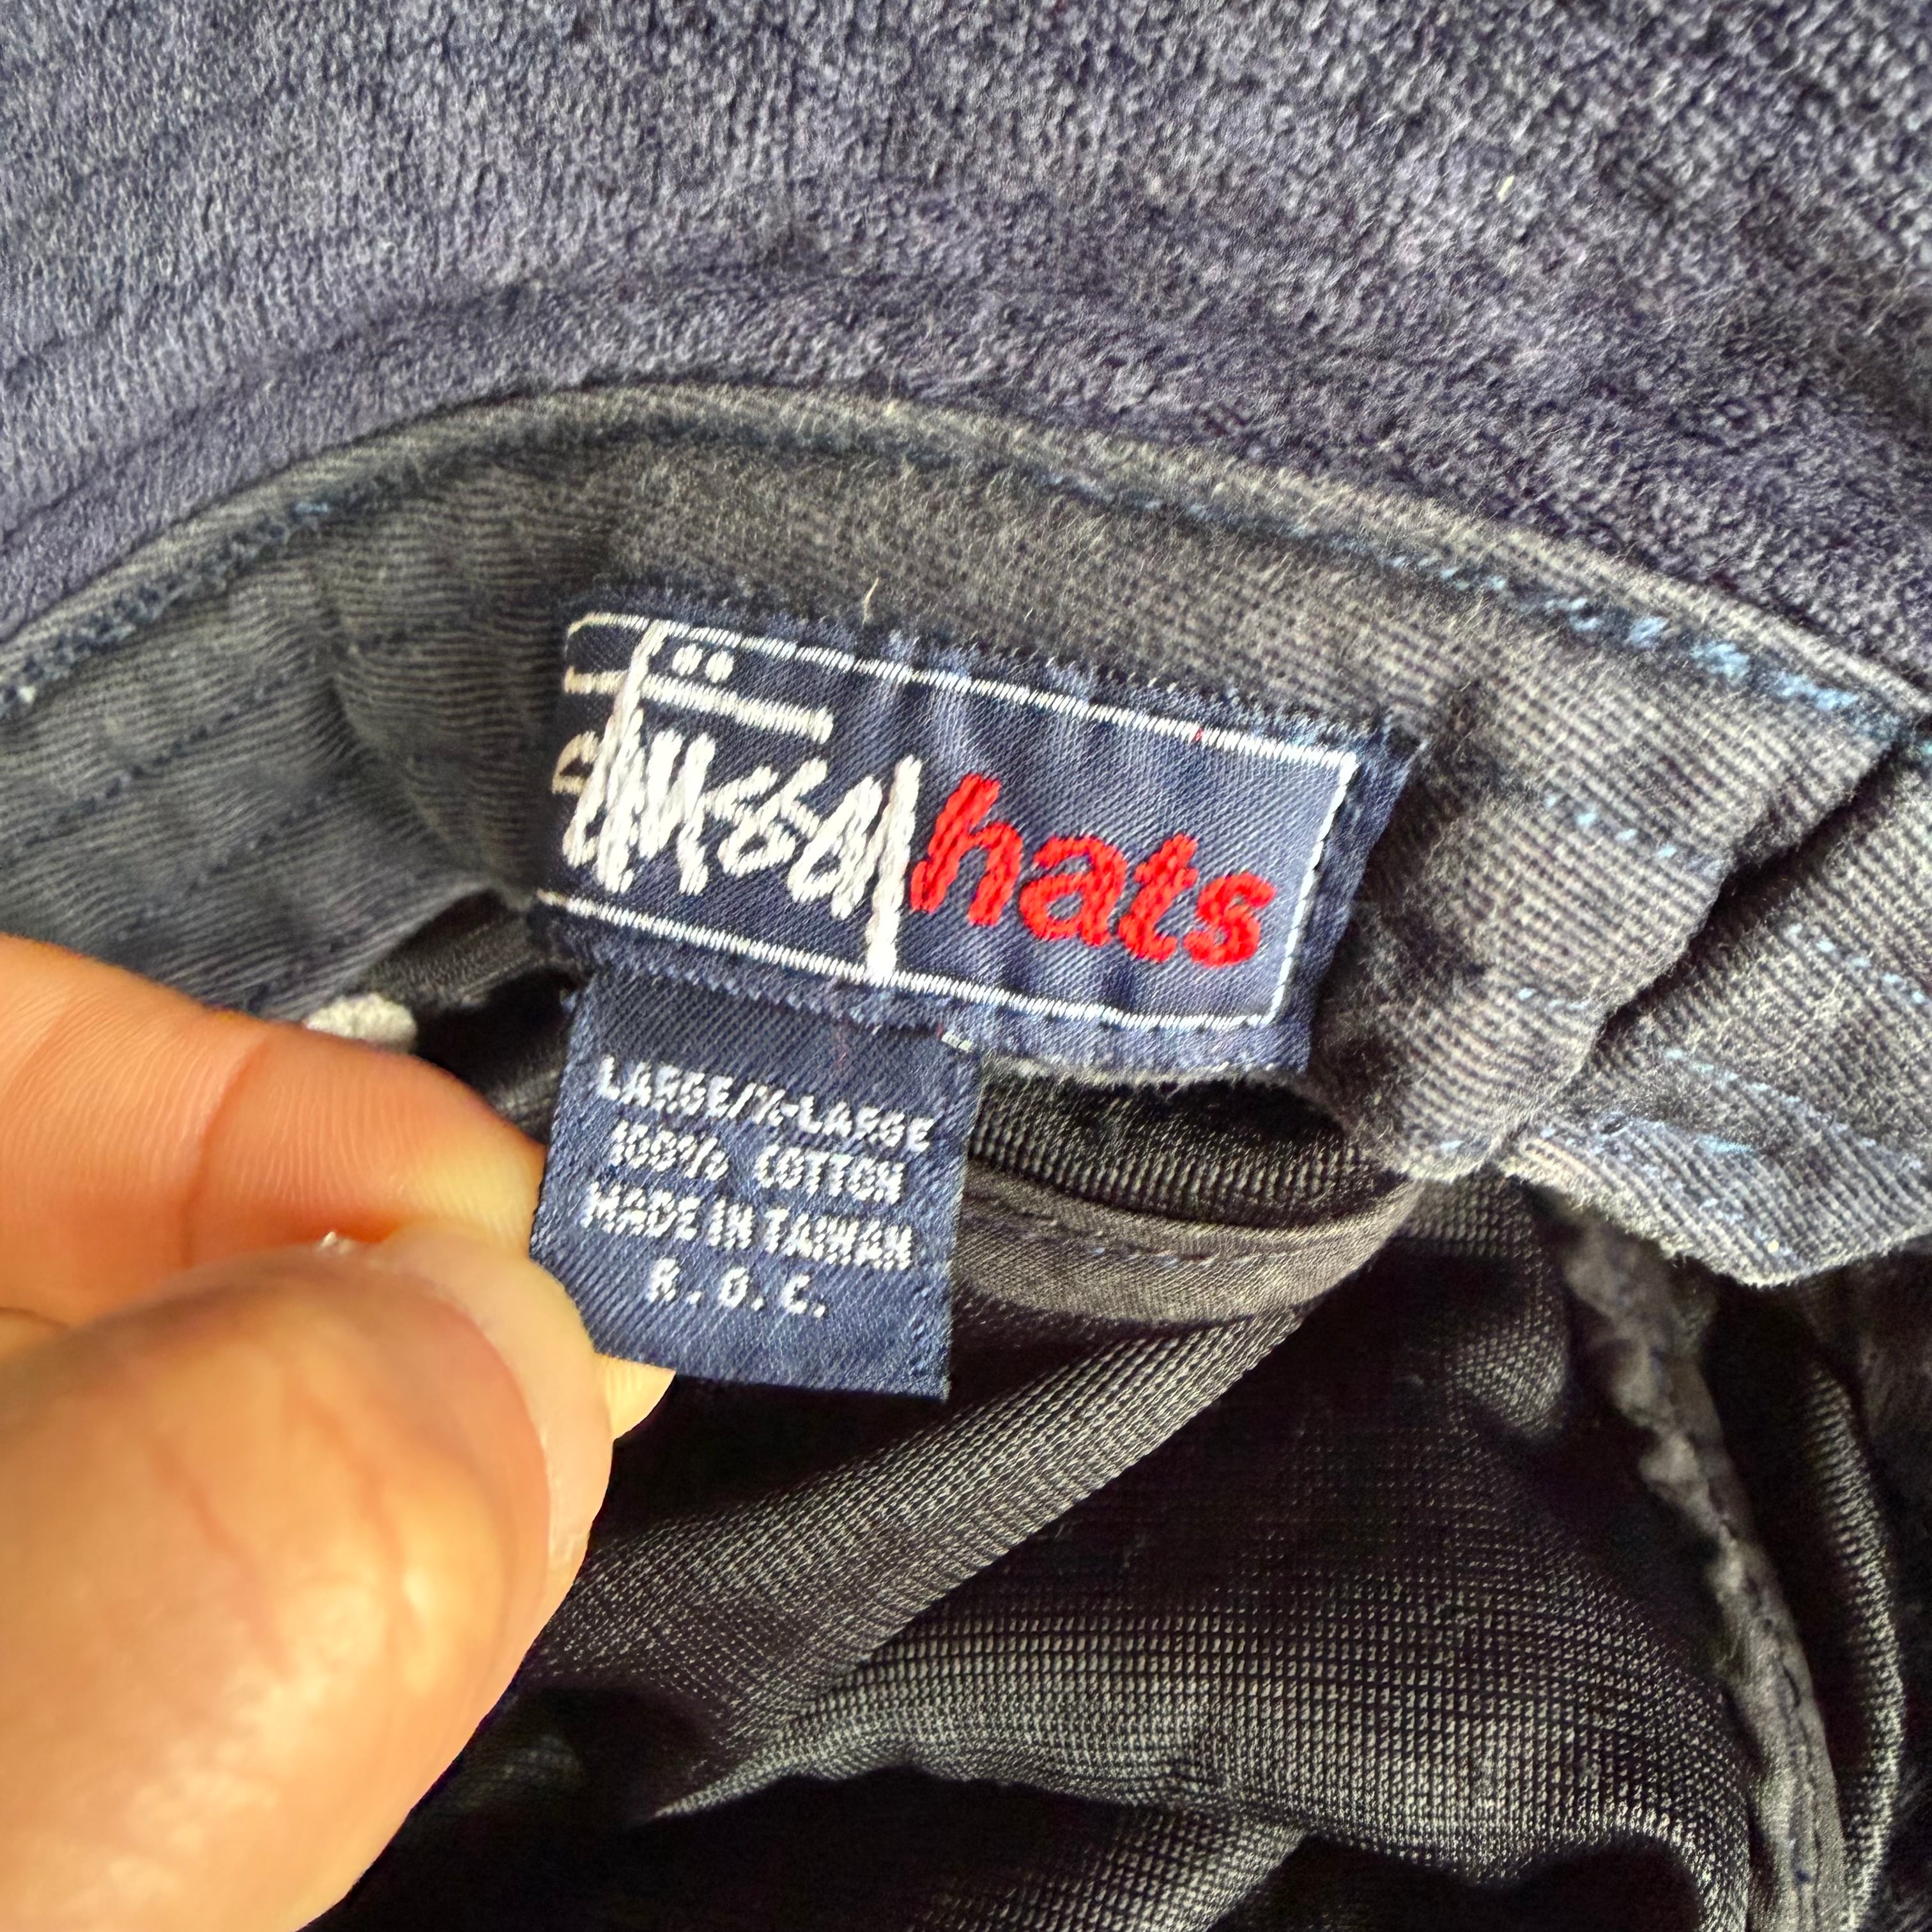 Stüssy hats
LARGE/X-LARGE
100% COTTON
MADE IN TAIWAN
R.O.C.